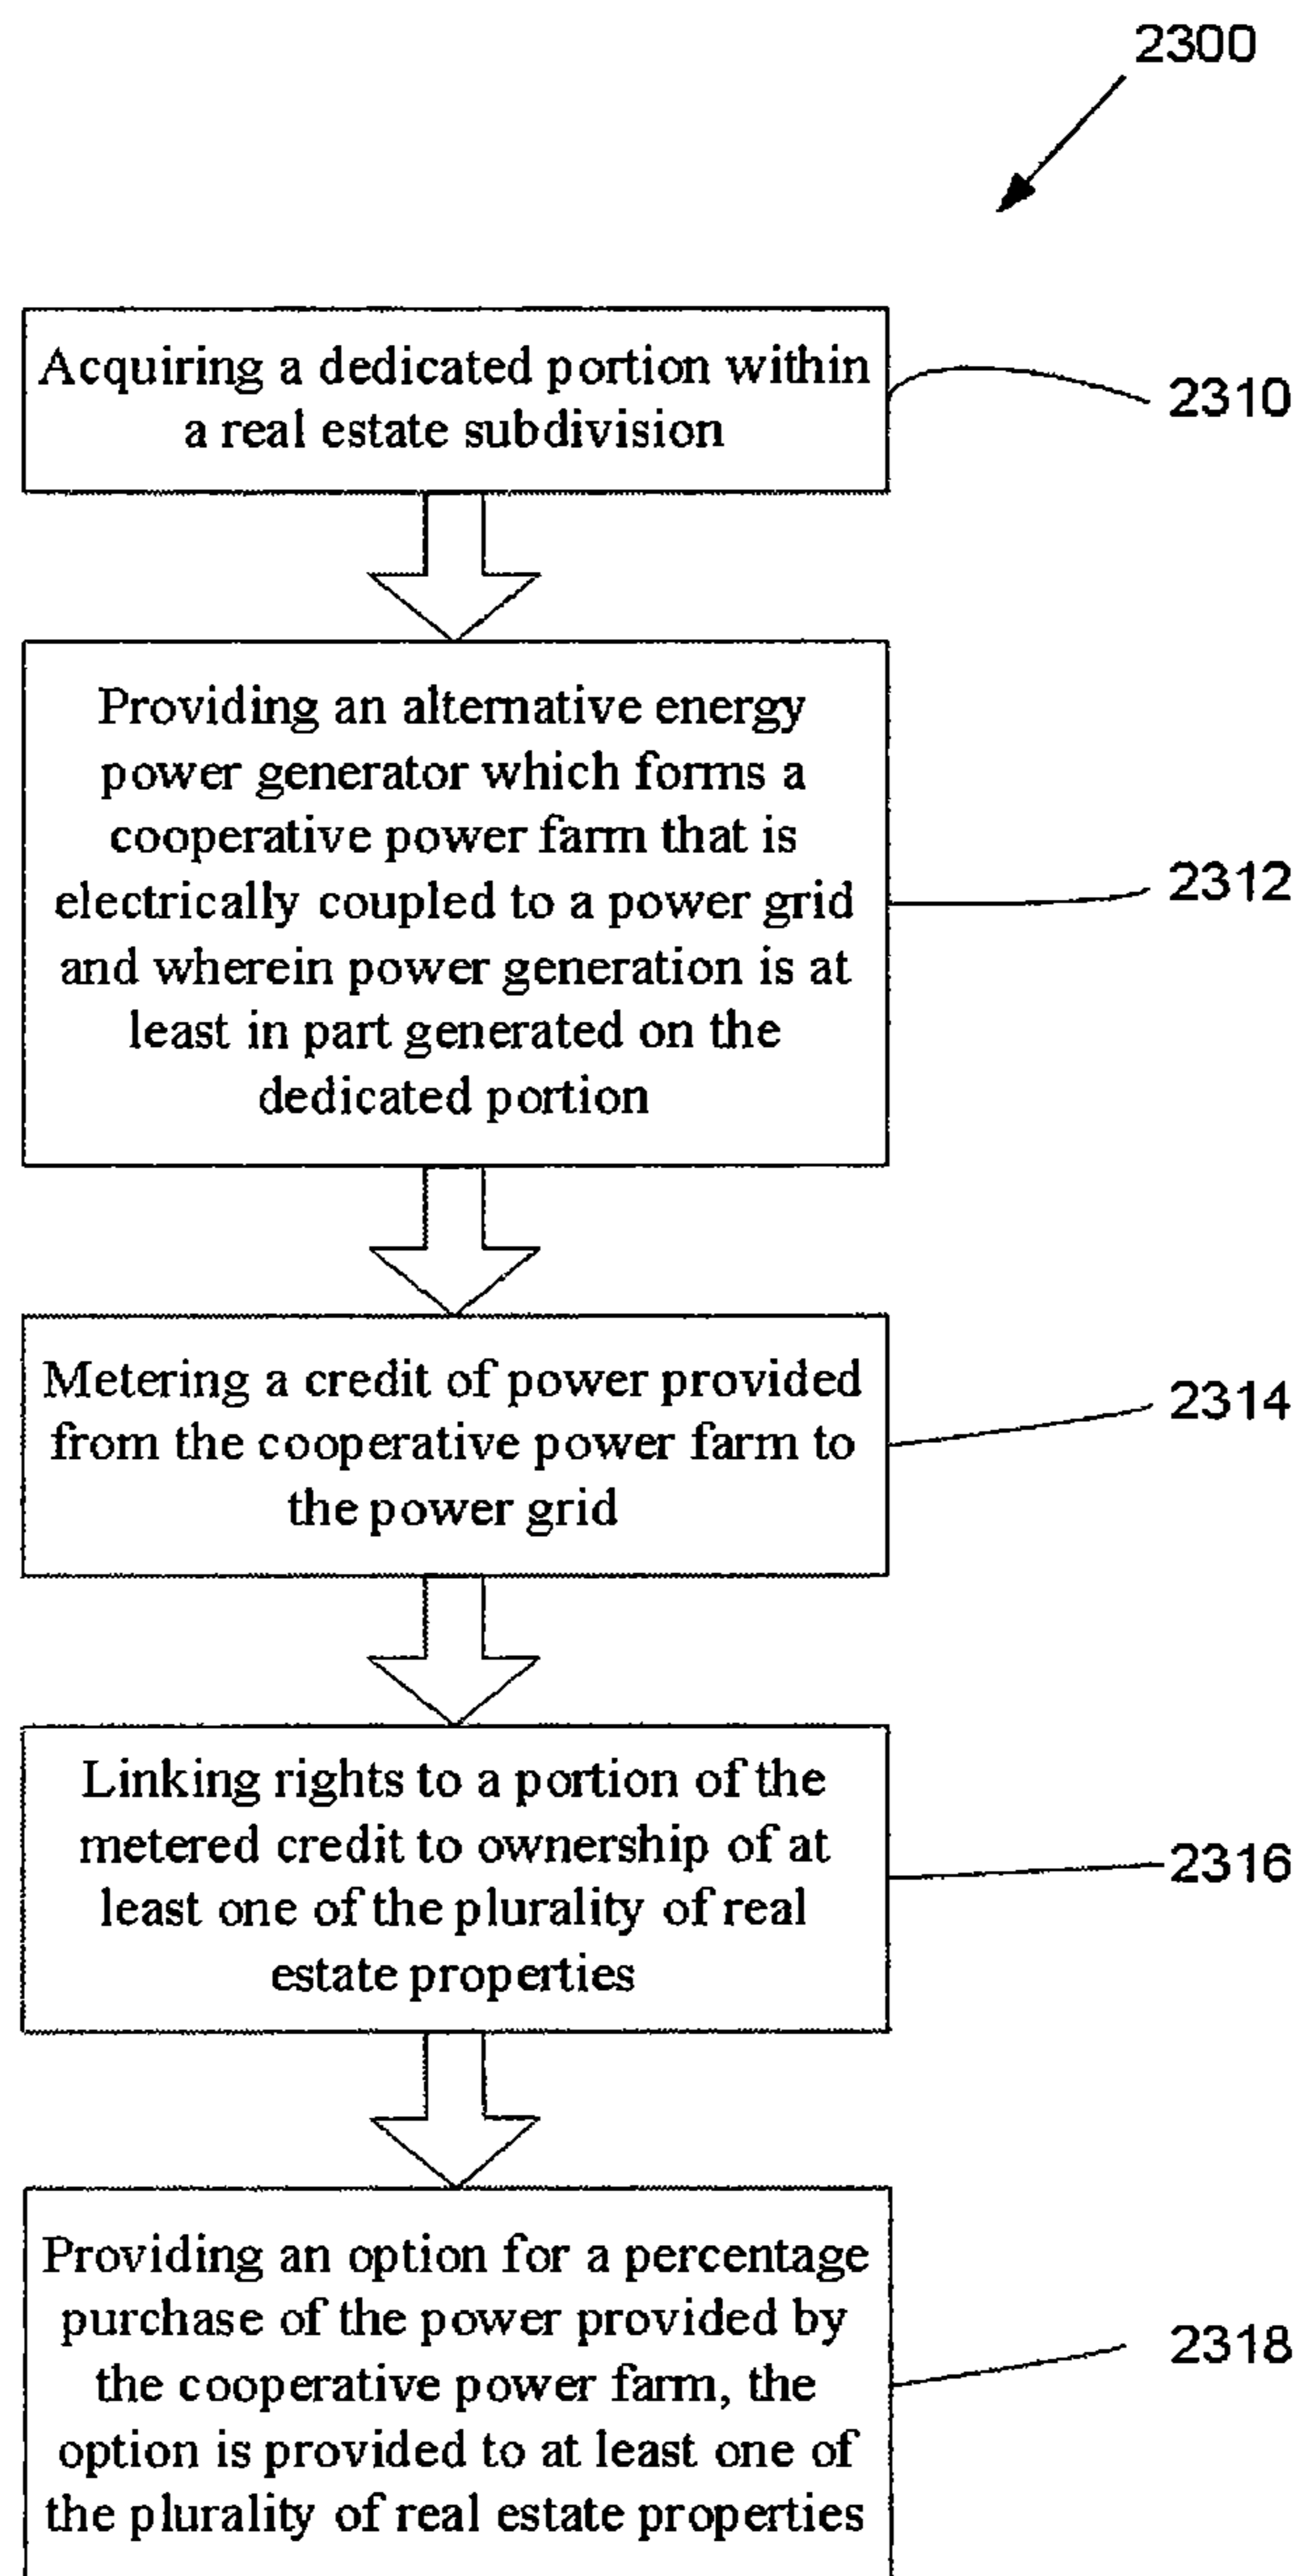 2300
Acquiring a dedicated portion within
a real estate subdivision
2310
Providing an alternative energy
power generator which forms a
cooperative power farm that is
electrically coupled to a power grid
and wherein power generation is at
least in part generated on the
dedicated portion
2312
Metering a credit of power provided
from the cooperative power farm to
the power grid
2314
Linking rights to a portion of the
metered credit to ownership of at
least one of the plurality of real
estate properties
2316
Providing an option for a percentage
purchase of the power provided by
the cooperative power farm, the
option is provided to at least one of
the plurality of real estate properties
2318